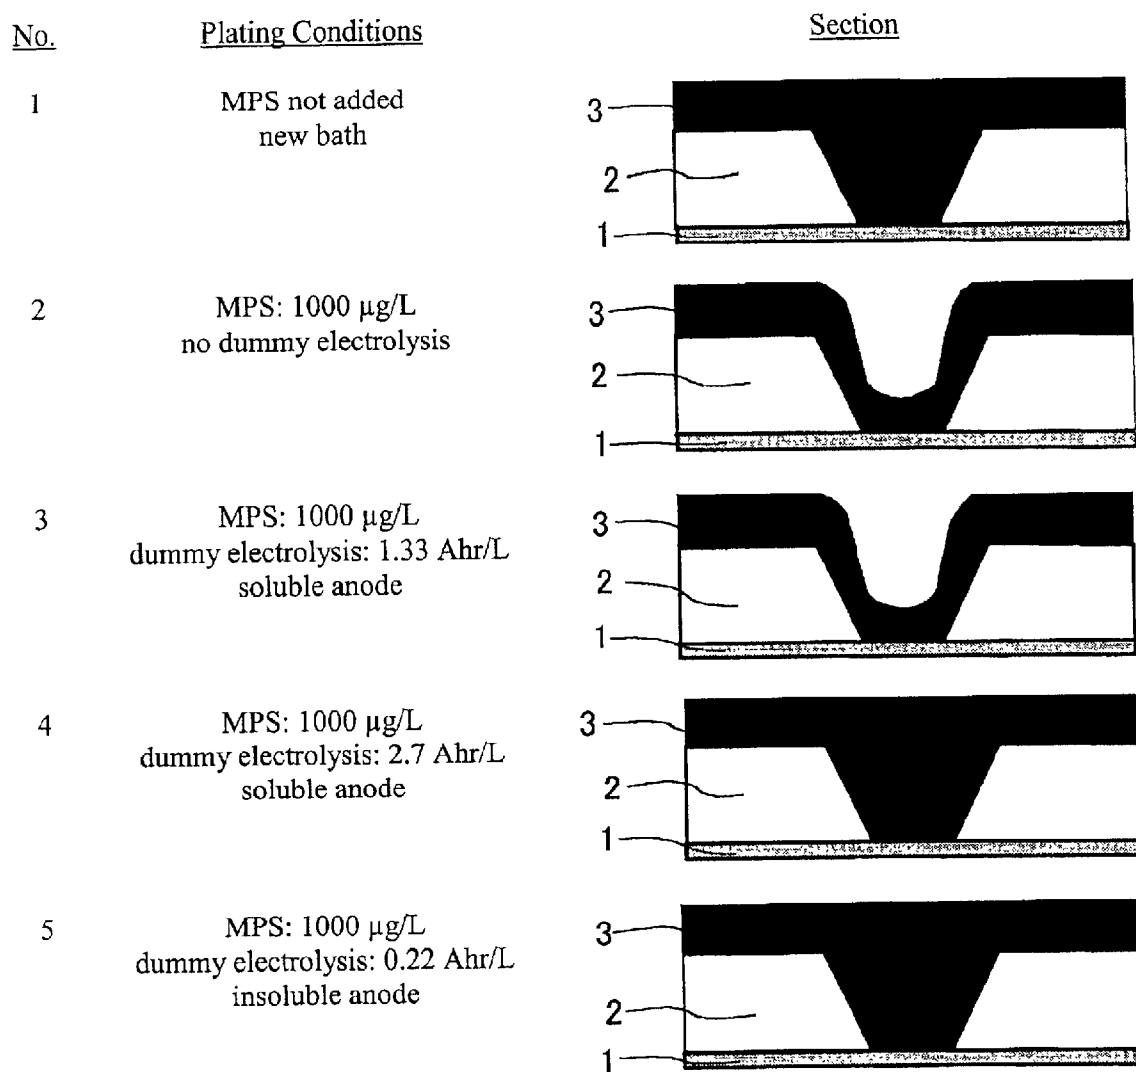 No. Plating Conditions Section
1 MPS not added
new bath
3
2
1
2 MPS: 1000 µg/L
no dummy electrolysis
3
2
1
3 MPS: 1000 µg/L
dummy electrolysis: 1.33 Ahr/L
soluble anode
3
2
1
4 MPS: 1000 µg/L
dummy electrolysis: 2.7 Ahr/L
soluble anode
3
2
1
5 MPS: 1000 µg/L
dummy electrolysis: 0.22 Ahr/L
insoluble anode
3
2
1